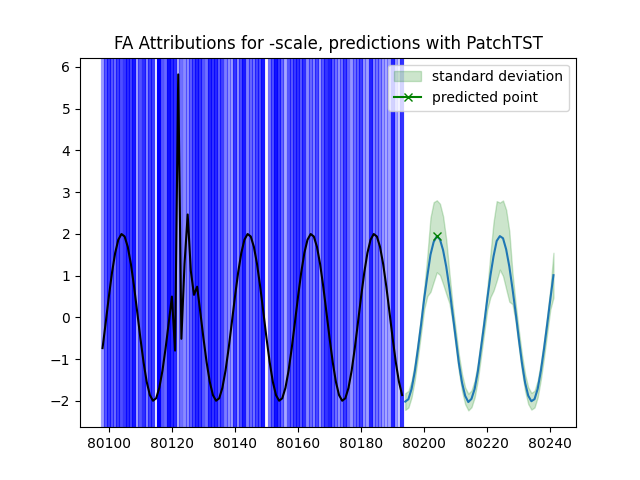 FA Attributions for -scale, predictions with PatchTST
standard deviation
predicted point
6
5
4
3
2
1
0
−1
−2
80100 80120 80140 80160 80180 80200 80220 80240